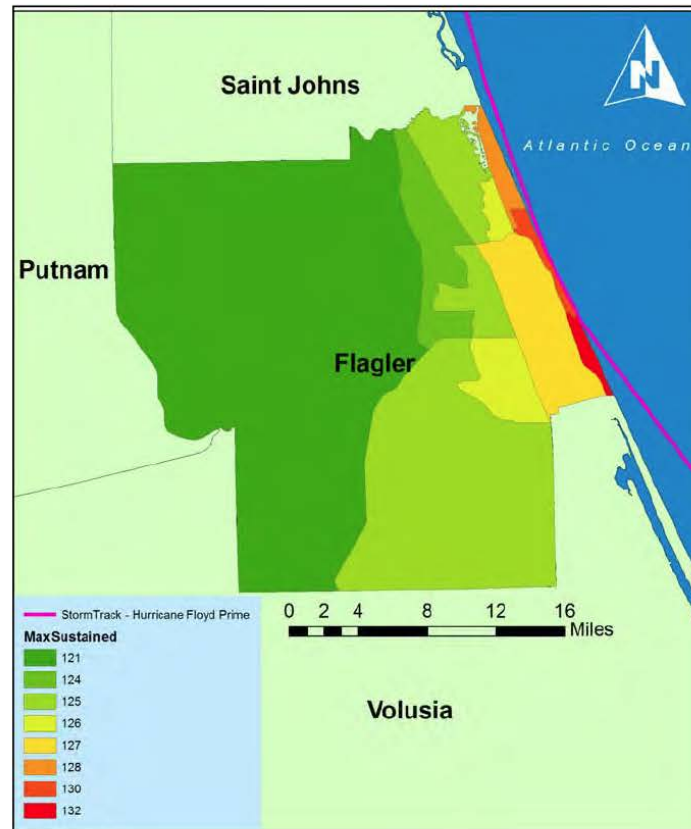 Saint Johns
N
Atlantic Ocean
Putnam
Flagler
StormTrack - Hurricane Floyd Prime
MaxSustained
121
124
125
126
127
128
130
132
0 2 4 8 12 16
Miles
Volusia